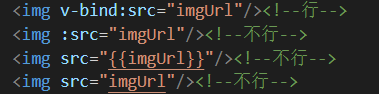 <img v-bind:src="imgUrl"/><!--行-->
<img :src="imgUrl"/><!--不行-->
<img src="{{imgUrl}}"/><!--不行-->
<img src="imgUrl"/><!--不行-->